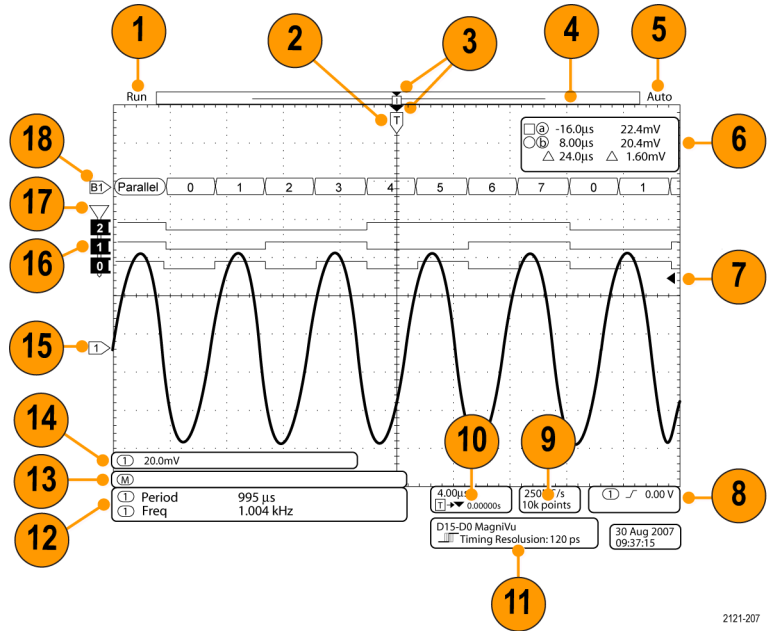 1
2
3
4
5
Run
Auto
T
ⓐ -16.0μs 22.4mV
ⓑ 8.00μs 20.4mV
△ 24.0μs △ 1.60mV
6
18
B1 Parallel 0 1 2 3 4 5 6 7 0 1
17
2
16
1
0
7
15
1
14
① 20.0mV
13
Ⓜ
12
① Period 995 μs
① Freq 1.004 kHz
10
4.00μs
T 0.00000s
9
10k points
① 0.00 V
8
D15-D0 MagniVu
Timing Resolusion: 120 ps
11
30 Aug 2007
09:37:15
2121-207